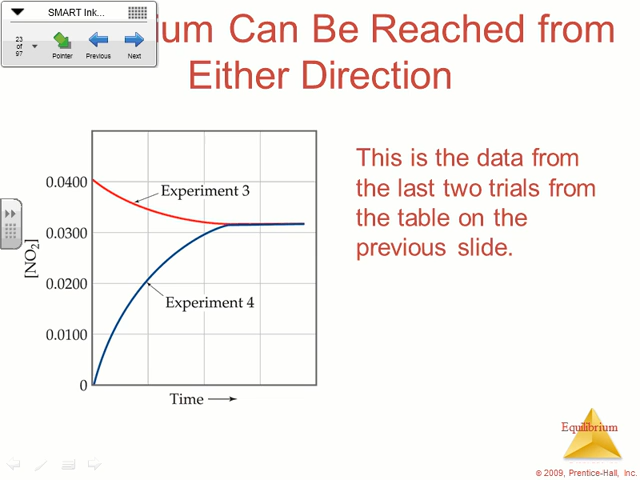 SMART Ink...
23
of
97
Pointer
Previous
Next
ium Can Be Reached from
Either Direction
This is the data from
the last two trials from
the table on the
previous slide.
[NO2]
0.0400
0.0300
0.0200
0.0100
0
Experiment 3
Experiment 4
Time
Equilibrium
© 2009, Prentice-Hall, Inc.